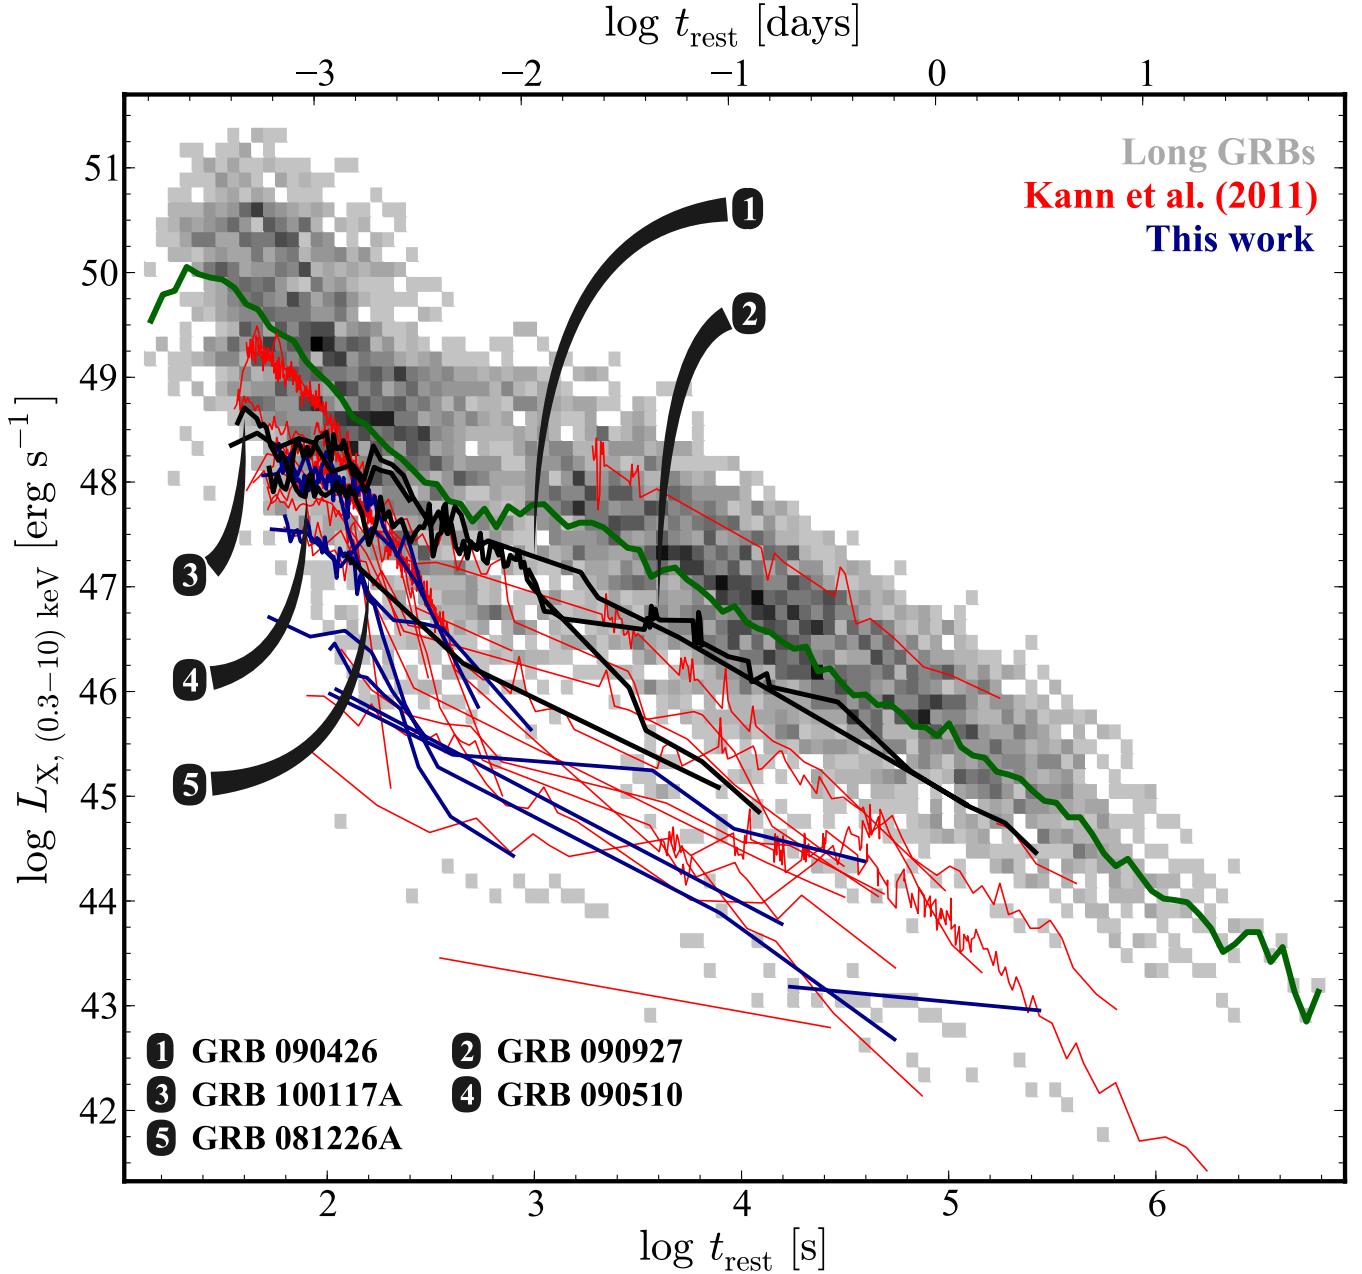 log t_rest [days]
−3 −2 −1 0 1
51
50
49
48
47
46
45
44
43
42
log L_X, (0.3−10) keV [erg s^−1]
Long GRBs
Kann et al. (2011)
This work
1
2
3
4
5
1 GRB 090426 2 GRB 090927
3 GRB 100117A 4 GRB 090510
5 GRB 081226A
2 3 4 5 6
log t_rest [s]